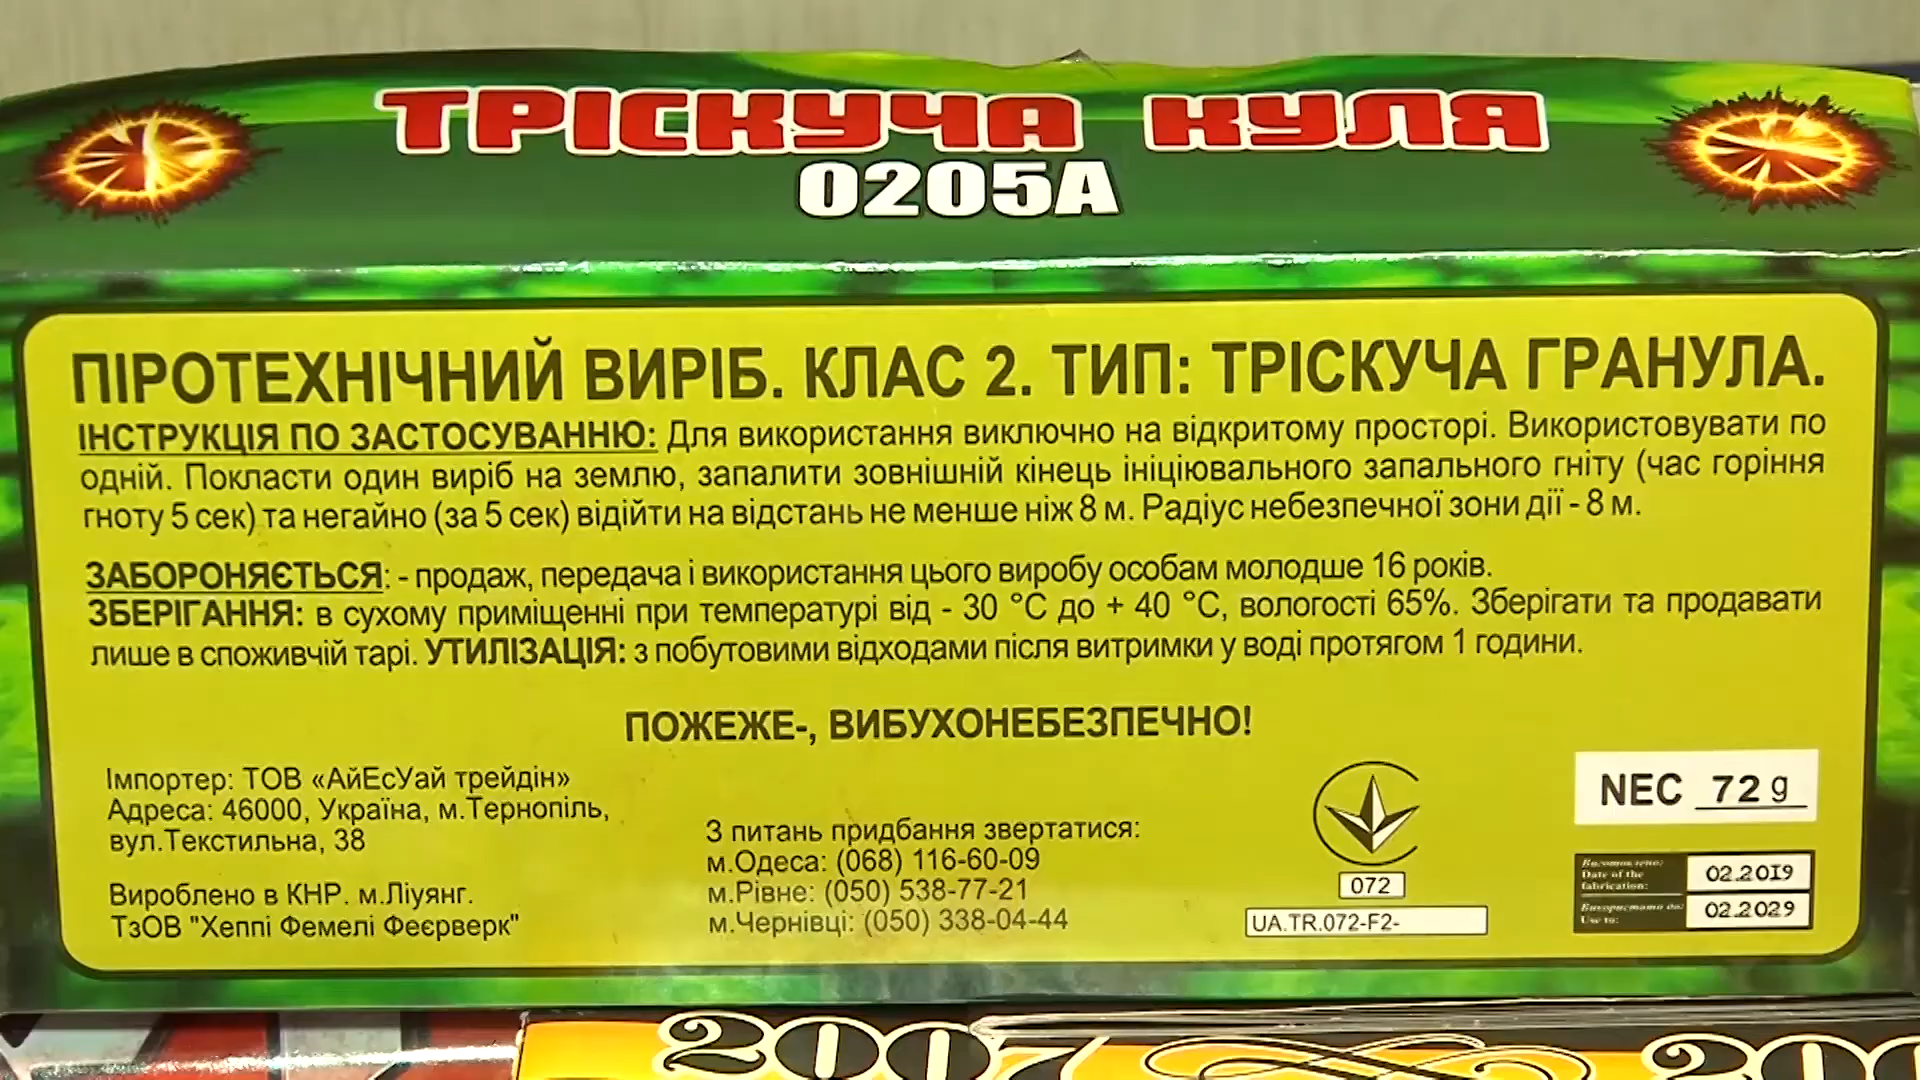 ТРІСКУЧА КУЛЯ
0205A
ПІРОТЕХНІЧНИЙ ВИРІБ. КЛАС 2. ТИП: ТРІСКУЧА ГРАНУЛА.
ІНСТРУКЦІЯ ПО ЗАСТОСУВАННЮ: Для використання виключно на відкритому просторі. Використовувати по
одній. Покласти один виріб на землю, запалити зовнішній кінець ініціювального запального гніту (час горіння
гноту 5 сек) та негайно (за 5 сек) відійти на відстань не менше ніж 8 м. Радіус небезпечної зони дії - 8 м.
ЗАБОРОНЯЄТЬСЯ: - продаж, передача і використання цього виробу особам молодше 16 років.
ЗБЕРІГАННЯ: в сухому приміщенні при температурі від - 30 °С до + 40 °С, вологості 65%. Зберігати та продавати
лише в споживчій тарі. УТИЛІЗАЦІЯ: з побутовими відходами після витримки у воді протягом 1 години.
ПОЖЕЖЕ-, ВИБУХОНЕБЕЗПЕЧНО!
Імпортер: ТОВ «АйЕсУай трейдін»
Адреса: 46000, Україна, м.Тернопіль,
вул.Текстильна, 38
Вироблено в КНР. м.Ліуянг.
ТзОВ "Хеппі Фемелі Феєрверк"
З питань придбання звертатися:
м.Одеса: (068) 116-60-09
м.Рівне: (050) 538-77-21
м.Чернівці: (050) 338-04-44
072
UA.TR.072-F2-
NEC 72 g
Виготовлено:
Date of the
fabrication:
02.2019
Використати до:
Use to:
02.2029
2007